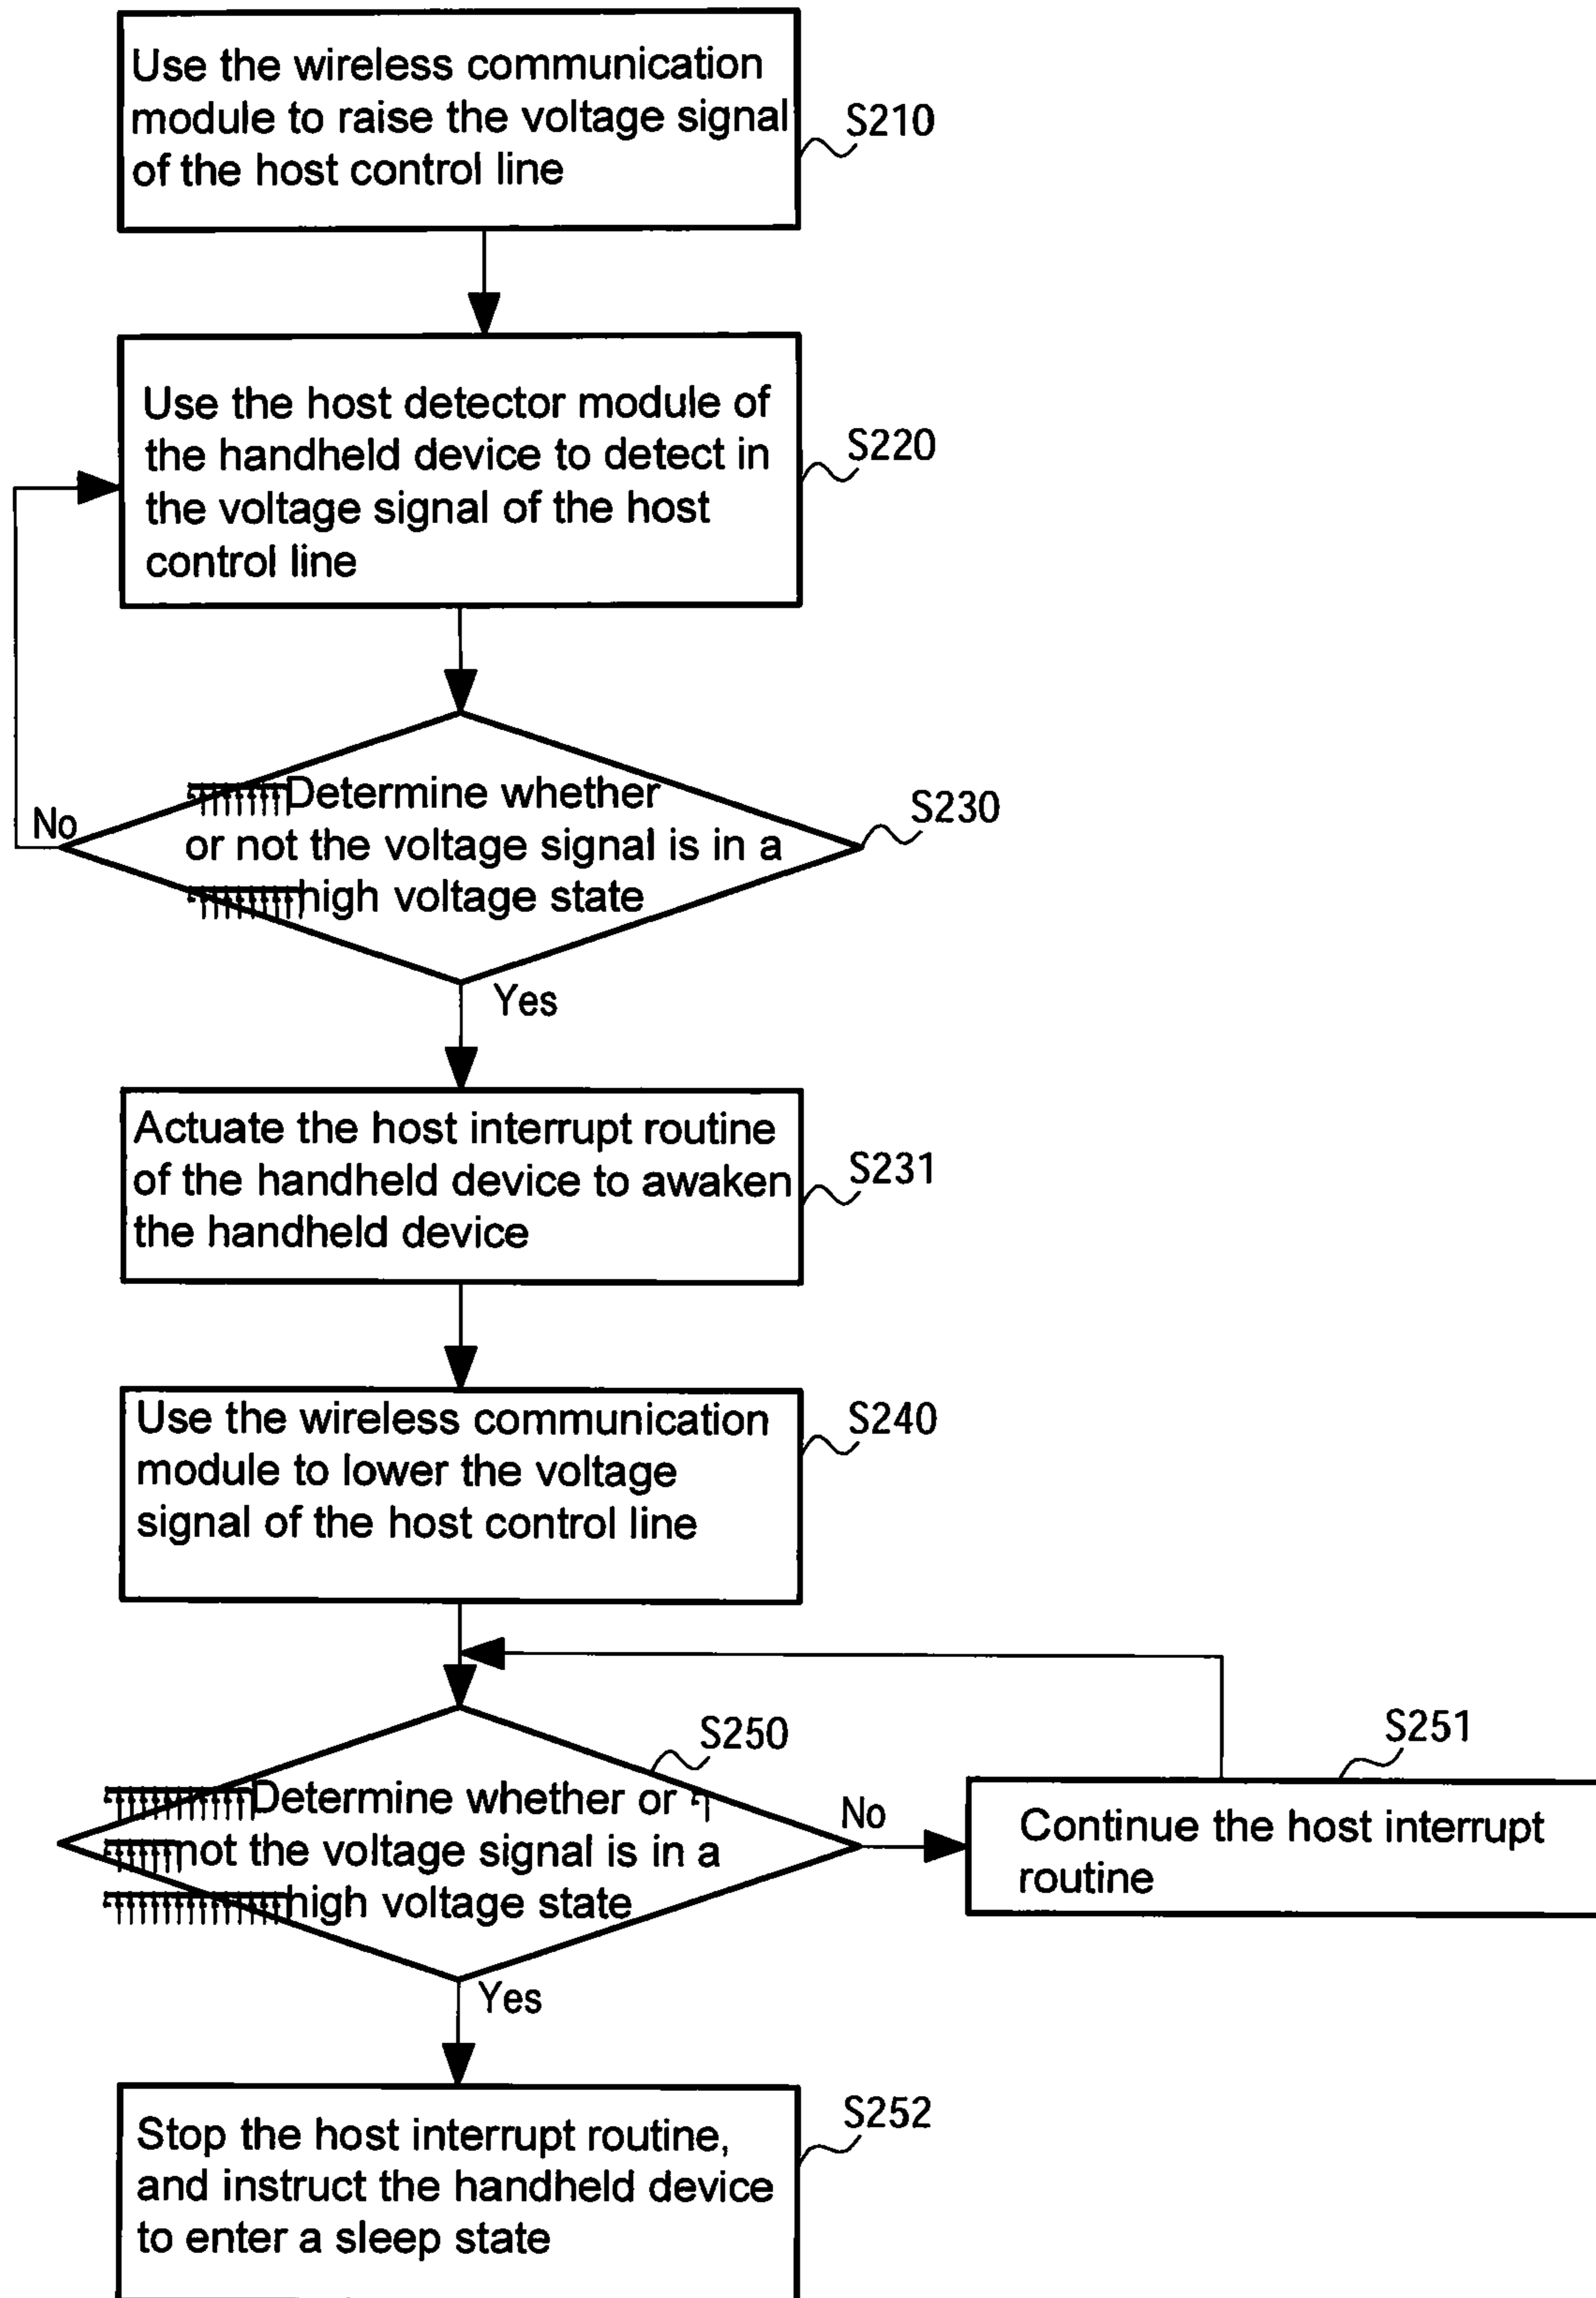 Use the wireless communication
module to raise the voltage signal
of the host control line
S210
Use the host detector module of
the handheld device to detect in
the voltage signal of the host
control line
S220
Determine whether
or not the voltage signal is in a
high voltage state
S230
No
Yes
Actuate the host interrupt routine
of the handheld device to awaken
the handheld device
S231
Use the wireless communication
module to lower the voltage
signal of the host control line
S240
S250
Determine whether or
not the voltage signal is in a
high voltage state
No
S251
Continue the host interrupt
routine
Yes
Stop the host interrupt routine,
and instruct the handheld device
to enter a sleep state
S252